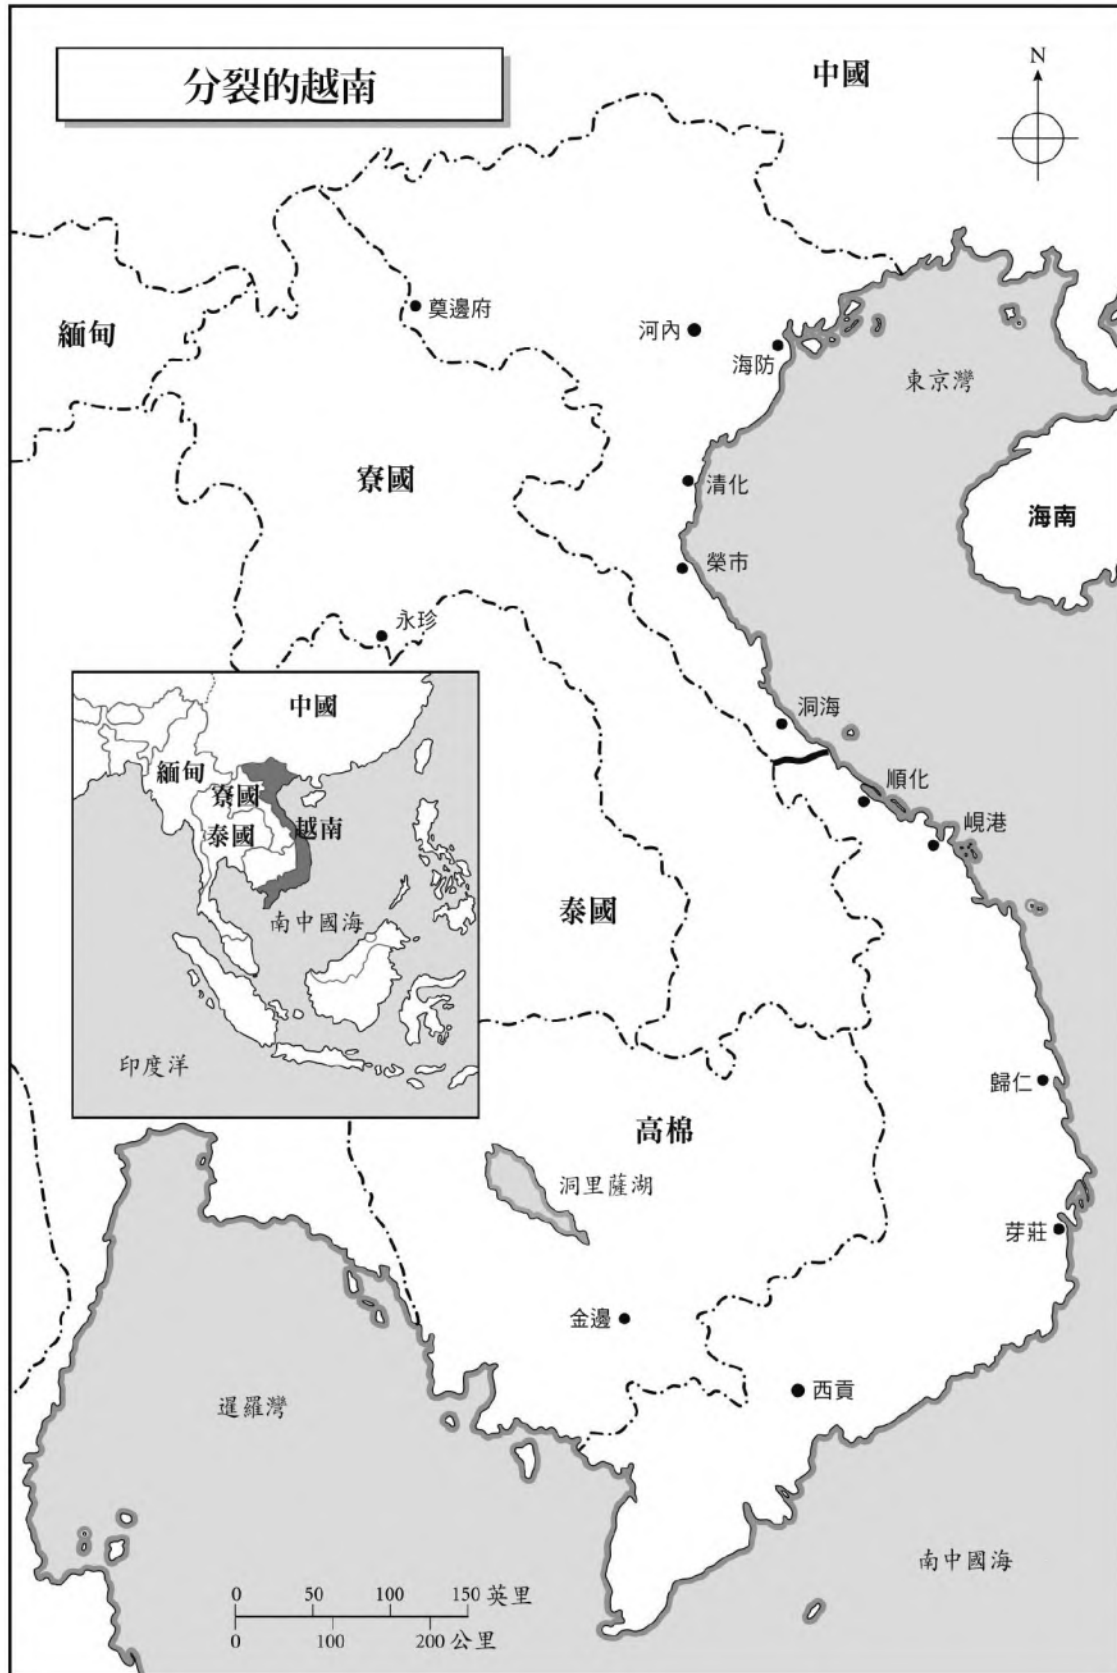 分裂的越南
中國
N
緬甸
奠邊府
河內
海防
東京灣
寮國
清化
海南
榮市
永珍
洞海
順化
峴港
泰國
中國
緬甸
寮國
泰國
越南
南中國海
印度洋
歸仁
高棉
洞里薩湖
芽莊
金邊
西貢
暹羅灣
南中國海
0 50 100 150 英里
0 100 200 公里